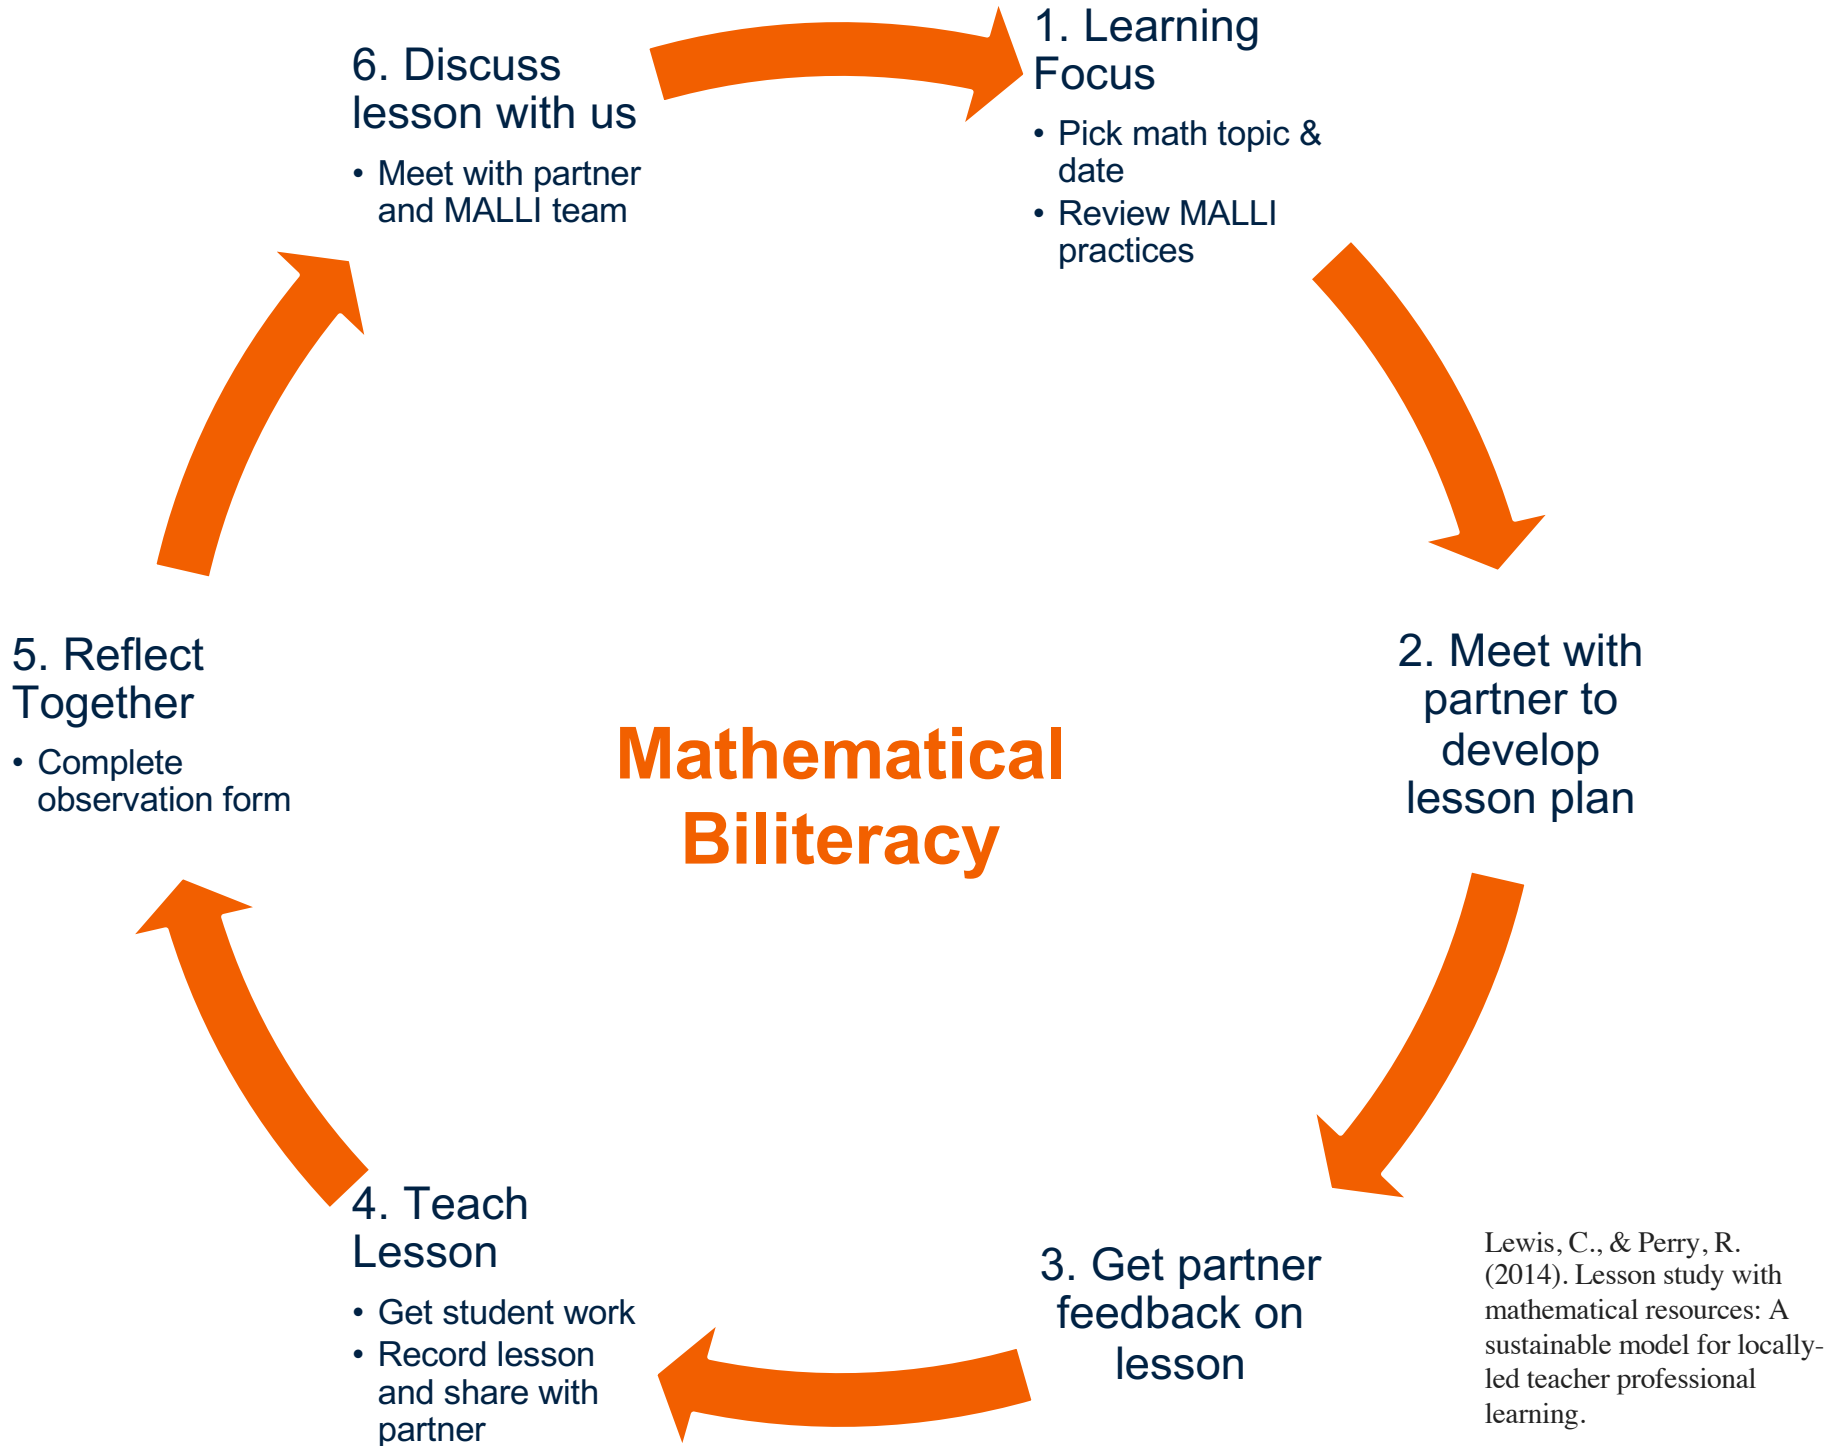 1. Learning
Focus
• Pick math topic &
date
• Review MALLI
practices
2. Meet with
partner to
develop
lesson plan
3. Get partner
feedback on
lesson
4. Teach
Lesson
• Get student work
• Record lesson
and share with
partner
5. Reflect
Together
• Complete
observation form
6. Discuss
lesson with us
• Meet with partner
and MALLI team
Mathematical
Biliteracy
Lewis, C., & Perry, R.
(2014). Lesson study with
mathematical resources: A
sustainable model for locally-
led teacher professional
learning.